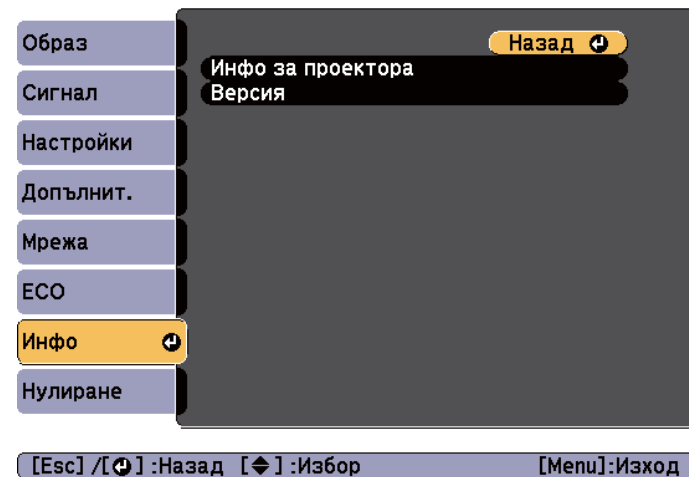 Образ
Сигнал
Настройки
Допълнит.
Мрежа
ECO
Инфо
Нулиране
Назад
Инфо за проектора
Версия
[Esc] /[ ] :Назад [ ] :Избор [Menu]:Изход